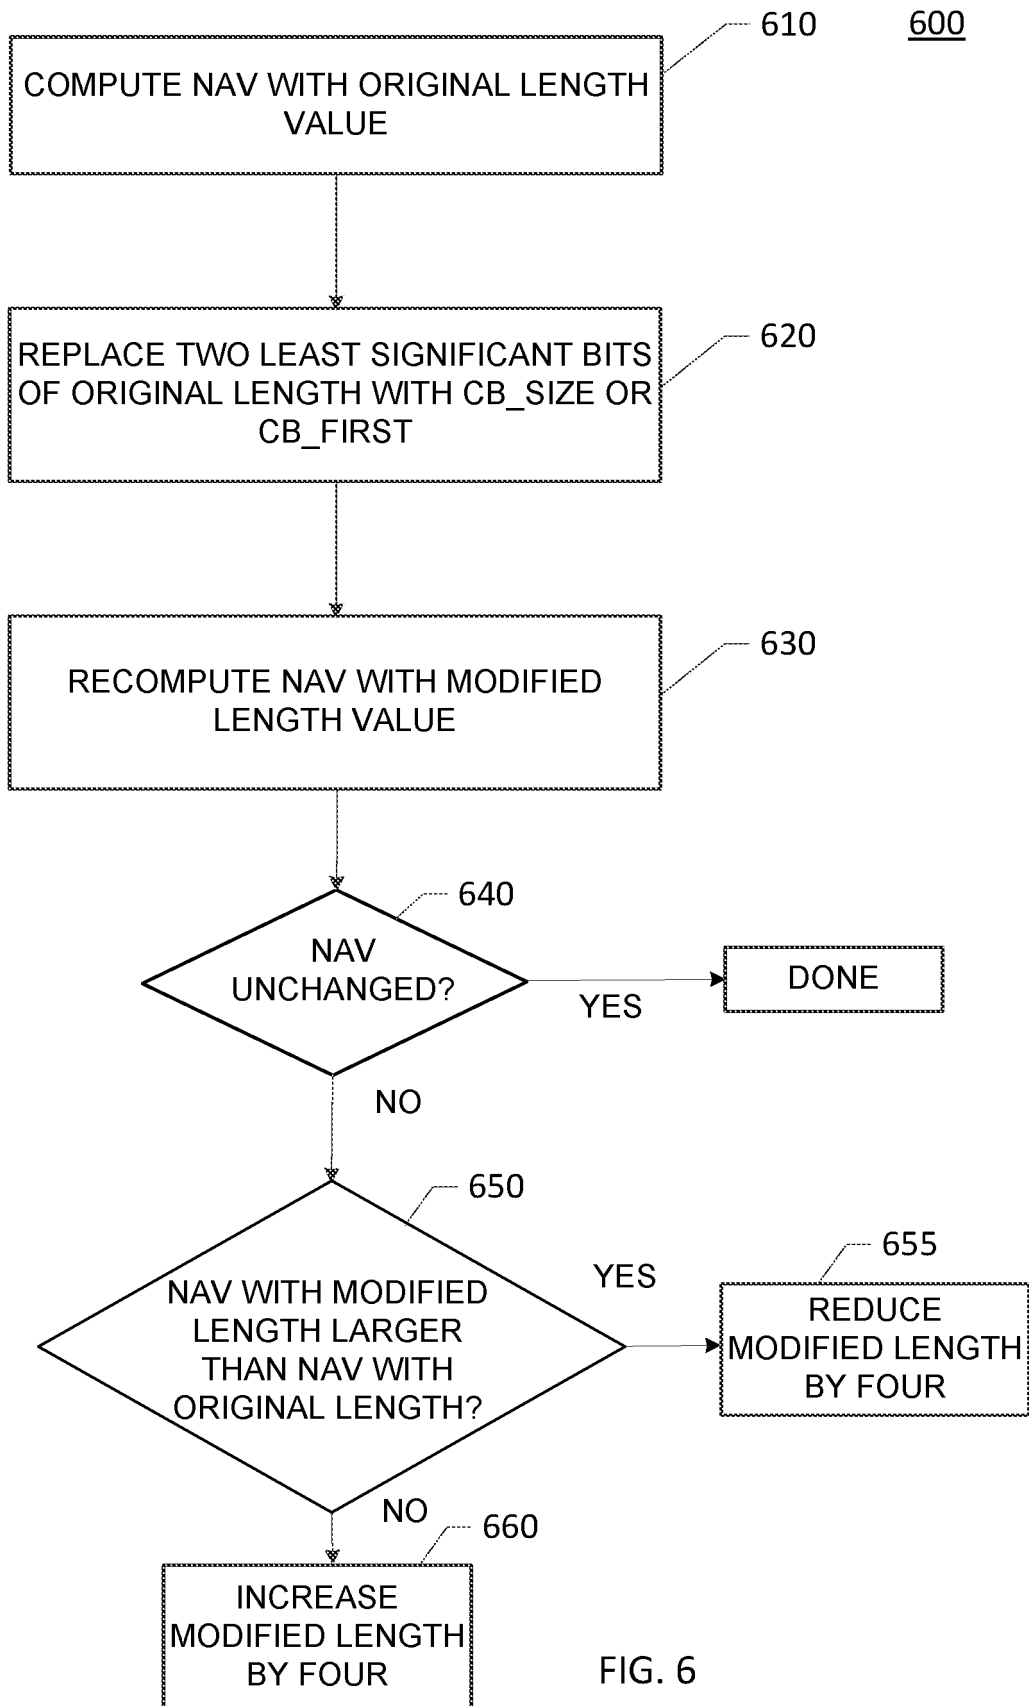 610
600
COMPUTE NAV WITH ORIGINAL LENGTH
VALUE
620
REPLACE TWO LEAST SIGNIFICANT BITS
OF ORIGINAL LENGTH WITH CB_SIZE OR
CB_FIRST
630
RECOMPUTE NAV WITH MODIFIED
LENGTH VALUE
640
NAV
UNCHANGED?
YES
DONE
NO
650
NAV WITH MODIFIED
LENGTH LARGER
THAN NAV WITH
ORIGINAL LENGTH?
YES
655
REDUCE
MODIFIED LENGTH
BY FOUR
NO
660
INCREASE
MODIFIED LENGTH
BY FOUR
FIG. 6